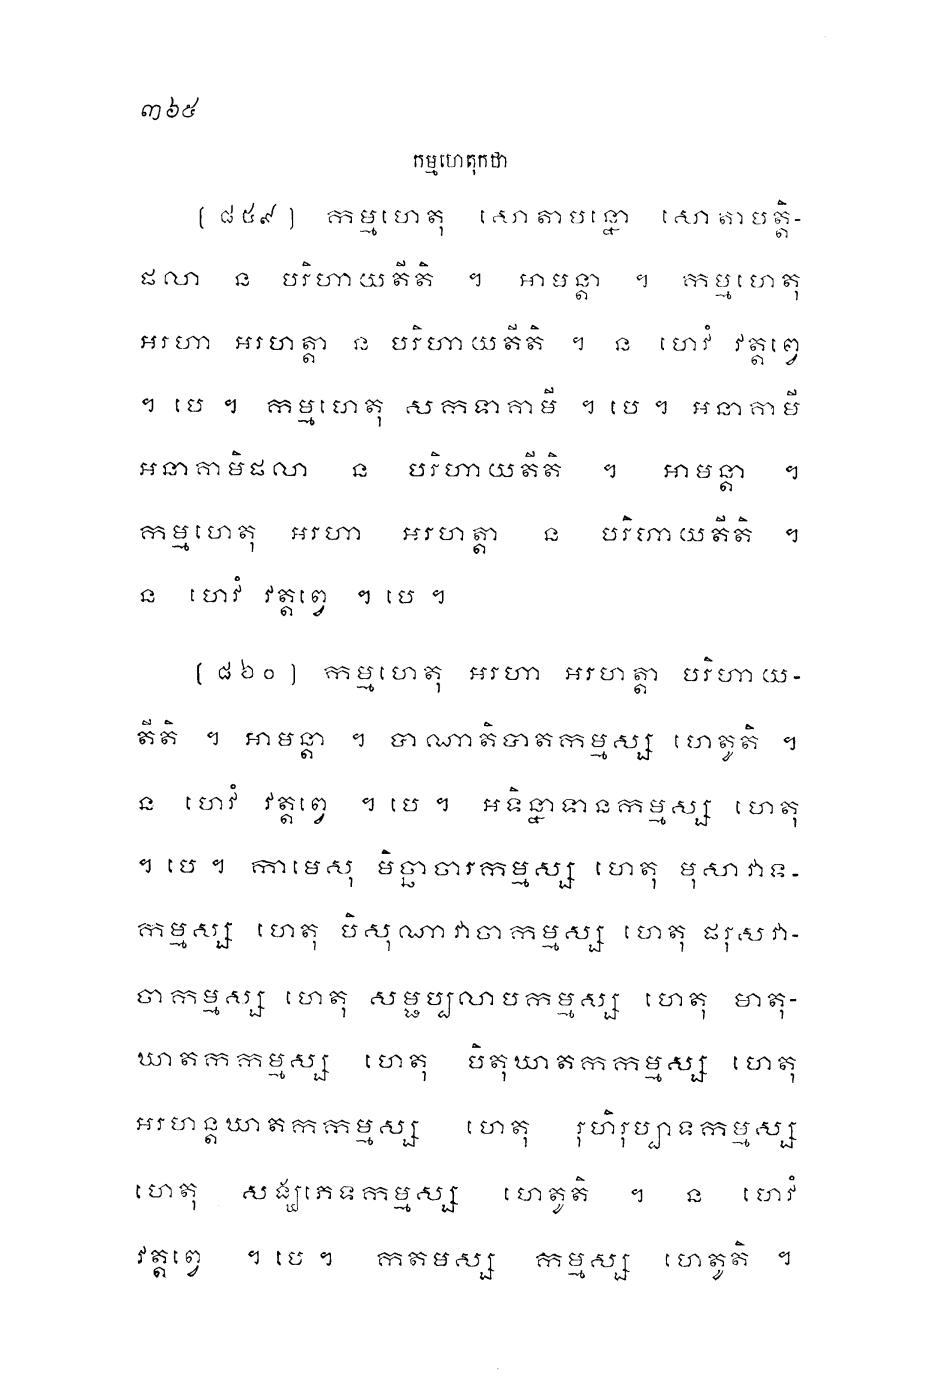 ៣៦៥
កម្មហេតុកថា
[៨៥៩] កម្មហេតុ សោតាបន្នោ សោតាបត្តិ-
ផលា ន បរិហាយតីតិ ។ អាមន្តា ។ កម្មហេតុ
អរហា អរហត្តា ន បរិហាយតីតិ ។ ន ហេវំ វត្តព្វេ
។ បេ ។ កម្មហេតុ សកទាគាមី ។ បេ ។ អនាគាមី
អនាគាមិផលា ន បរិហាយតីតិ ។ អាមន្តា ។
កម្មហេតុ អរហា អរហត្តា ន បរិហាយតីតិ ។
ន ហេវំ វត្តព្វេ ។ បេ ។
[៨៦០] កម្មហេតុ អរហា អរហត្តា បរិហាយ-
តីតិ ។ អាមន្តា ។ បាណាតិបាតកម្មស្ស ហេតូតិ ។
ន ហេវំ វត្តព្វេ ។ បេ ។ អទិន្នាទានកម្មស្ស ហេតុ
។ បេ ។ កាមេសុ មិច្ឆាចារកម្មស្ស ហេតុ មុសាវាទ-
កម្មស្ស ហេតុ បិសុណាវាចាកម្មស្ស ហេតុ ផរុសវា-
ចាកម្មស្ស ហេតុ សម្ផប្បលាបកម្មស្ស ហេតុ មាតុ-
ឃាតកកម្មស្ស ហេតុ បិតុឃាតកកម្មស្ស ហេតុ
អរហន្តឃាតកកម្មស្ស ហេតុ រុហិរុប្បាទកម្មស្ស
ហេតុ សង្ឃភេទកម្មស្ស ហេតូតិ ។ ន ហេវំ
វត្តព្វេ ។ បេ ។ កតមស្ស កម្មស្ស ហេតូតិ ។